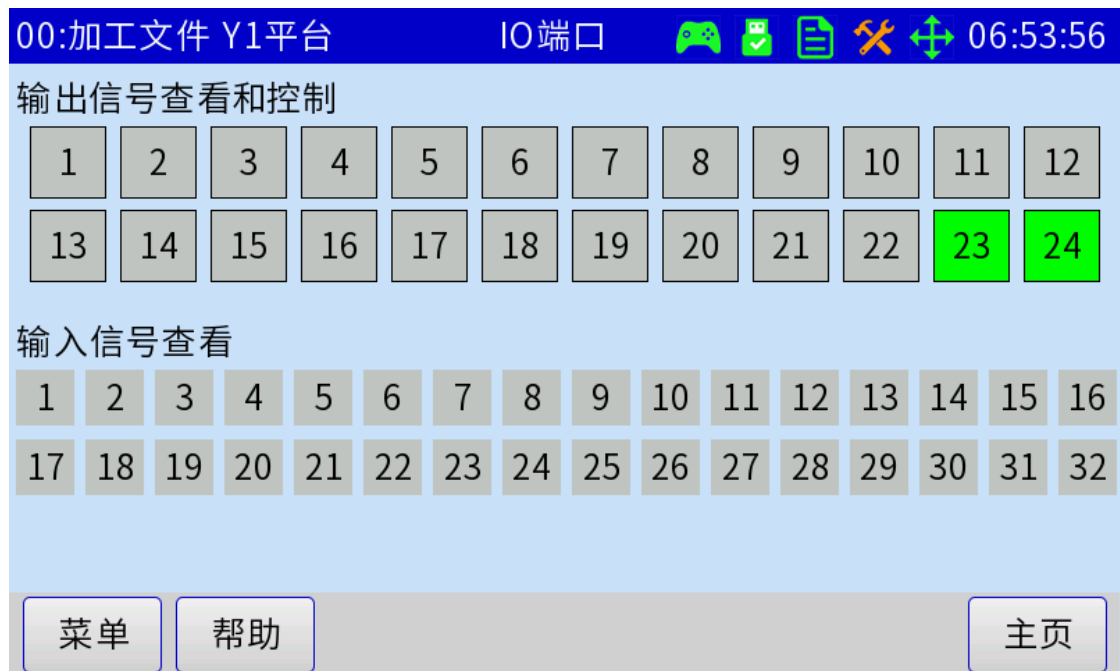 00:加工文件 Y1平台 IO端口 06:53:56
输出信号查看和控制
1 2 3 4 5 6 7 8 9 10 11 12
13 14 15 16 17 18 19 20 21 22 23 24
输入信号查看
1 2 3 4 5 6 7 8 9 10 11 12 13 14 15 16
17 18 19 20 21 22 23 24 25 26 27 28 29 30 31 32
菜单 帮助 主页